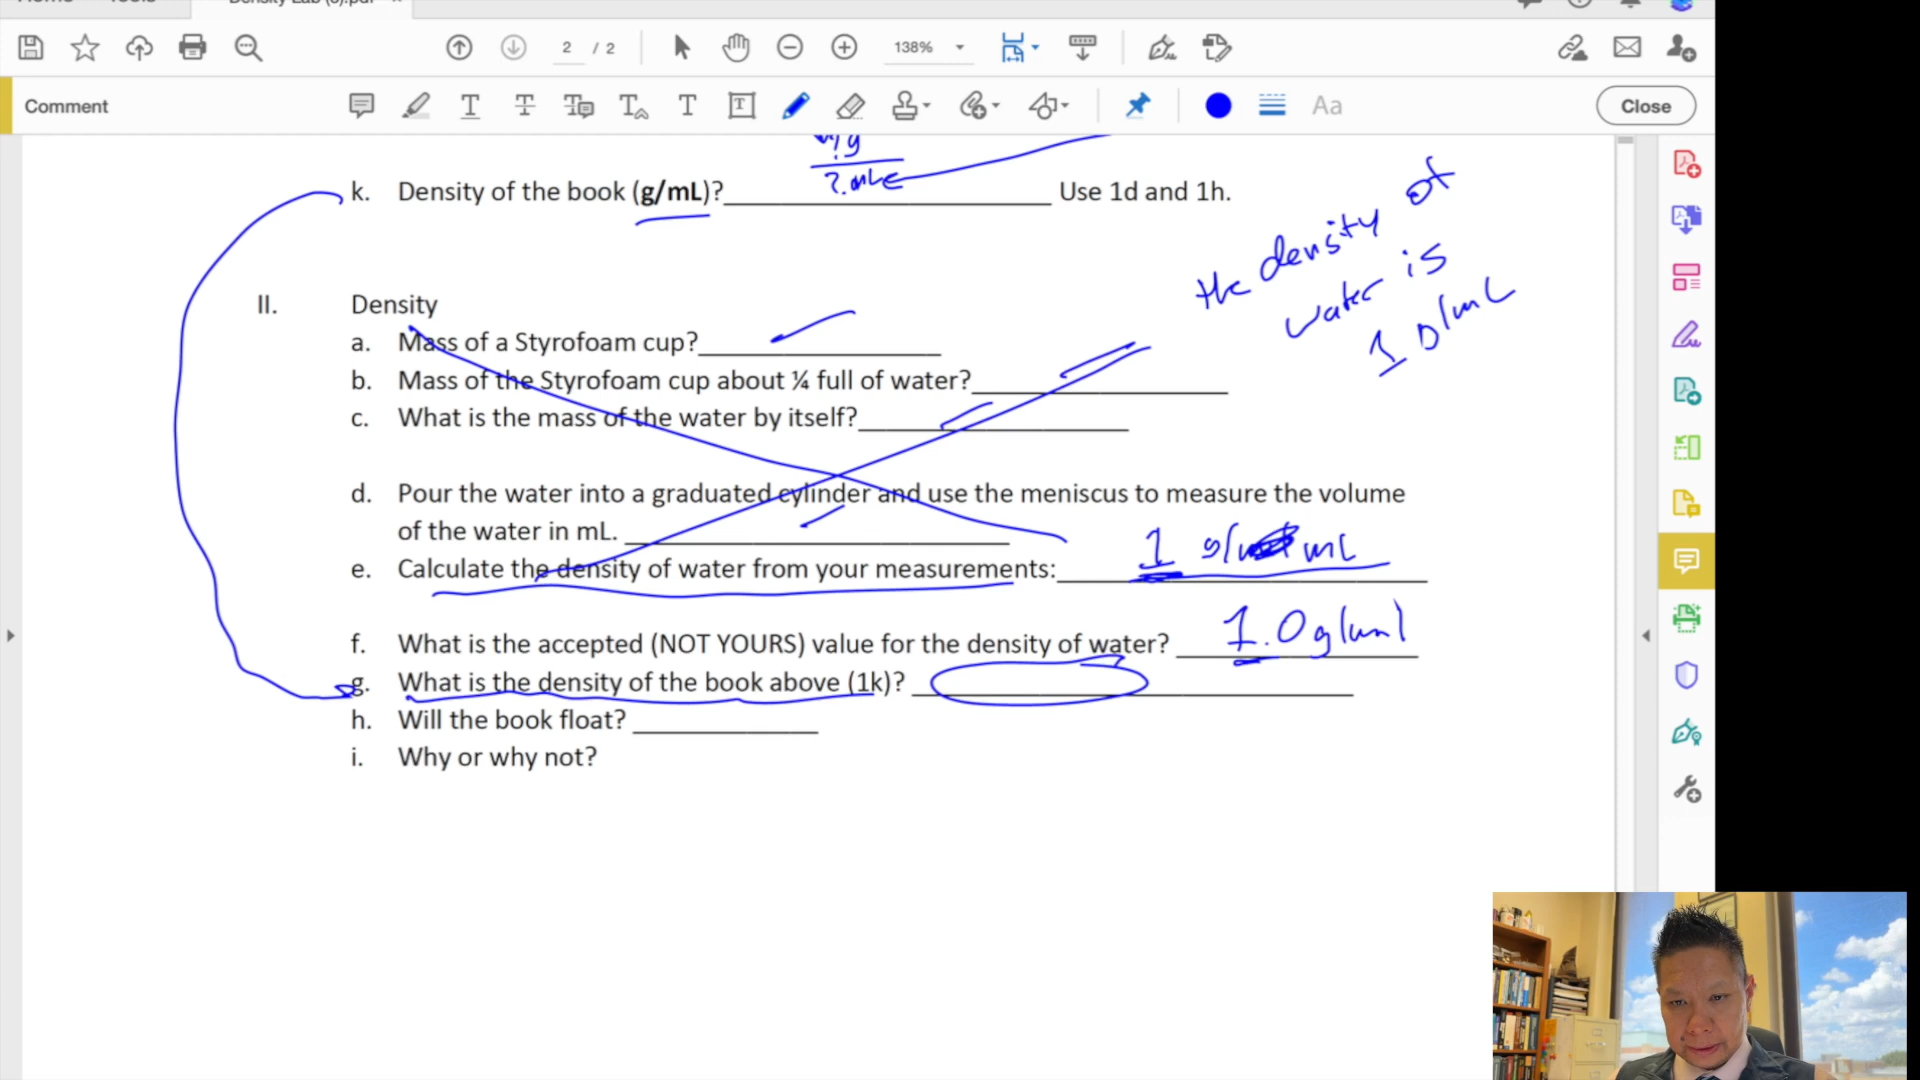 Density Lab (3).pdf
2 / 2
138%
Comment
Aa
Close
? mL
k. Density of the book (g/mL)? Use 1d and 1h.
the density of
water is
1 g/mL
II. Density
a. Mass of a Styrofoam cup?
b. Mass of the Styrofoam cup about ¼ full of water?
c. What is the mass of the water by itself?
d. Pour the water into a graduated cylinder and use the meniscus to measure the volume
of the water in mL.
e. Calculate the density of water from your measurements: 1 g/ mL
f. What is the accepted (NOT YOURS) value for the density of water? 1.0 g/ml
g. What is the density of the book above (1k)?
h. Will the book float?
i. Why or why not?